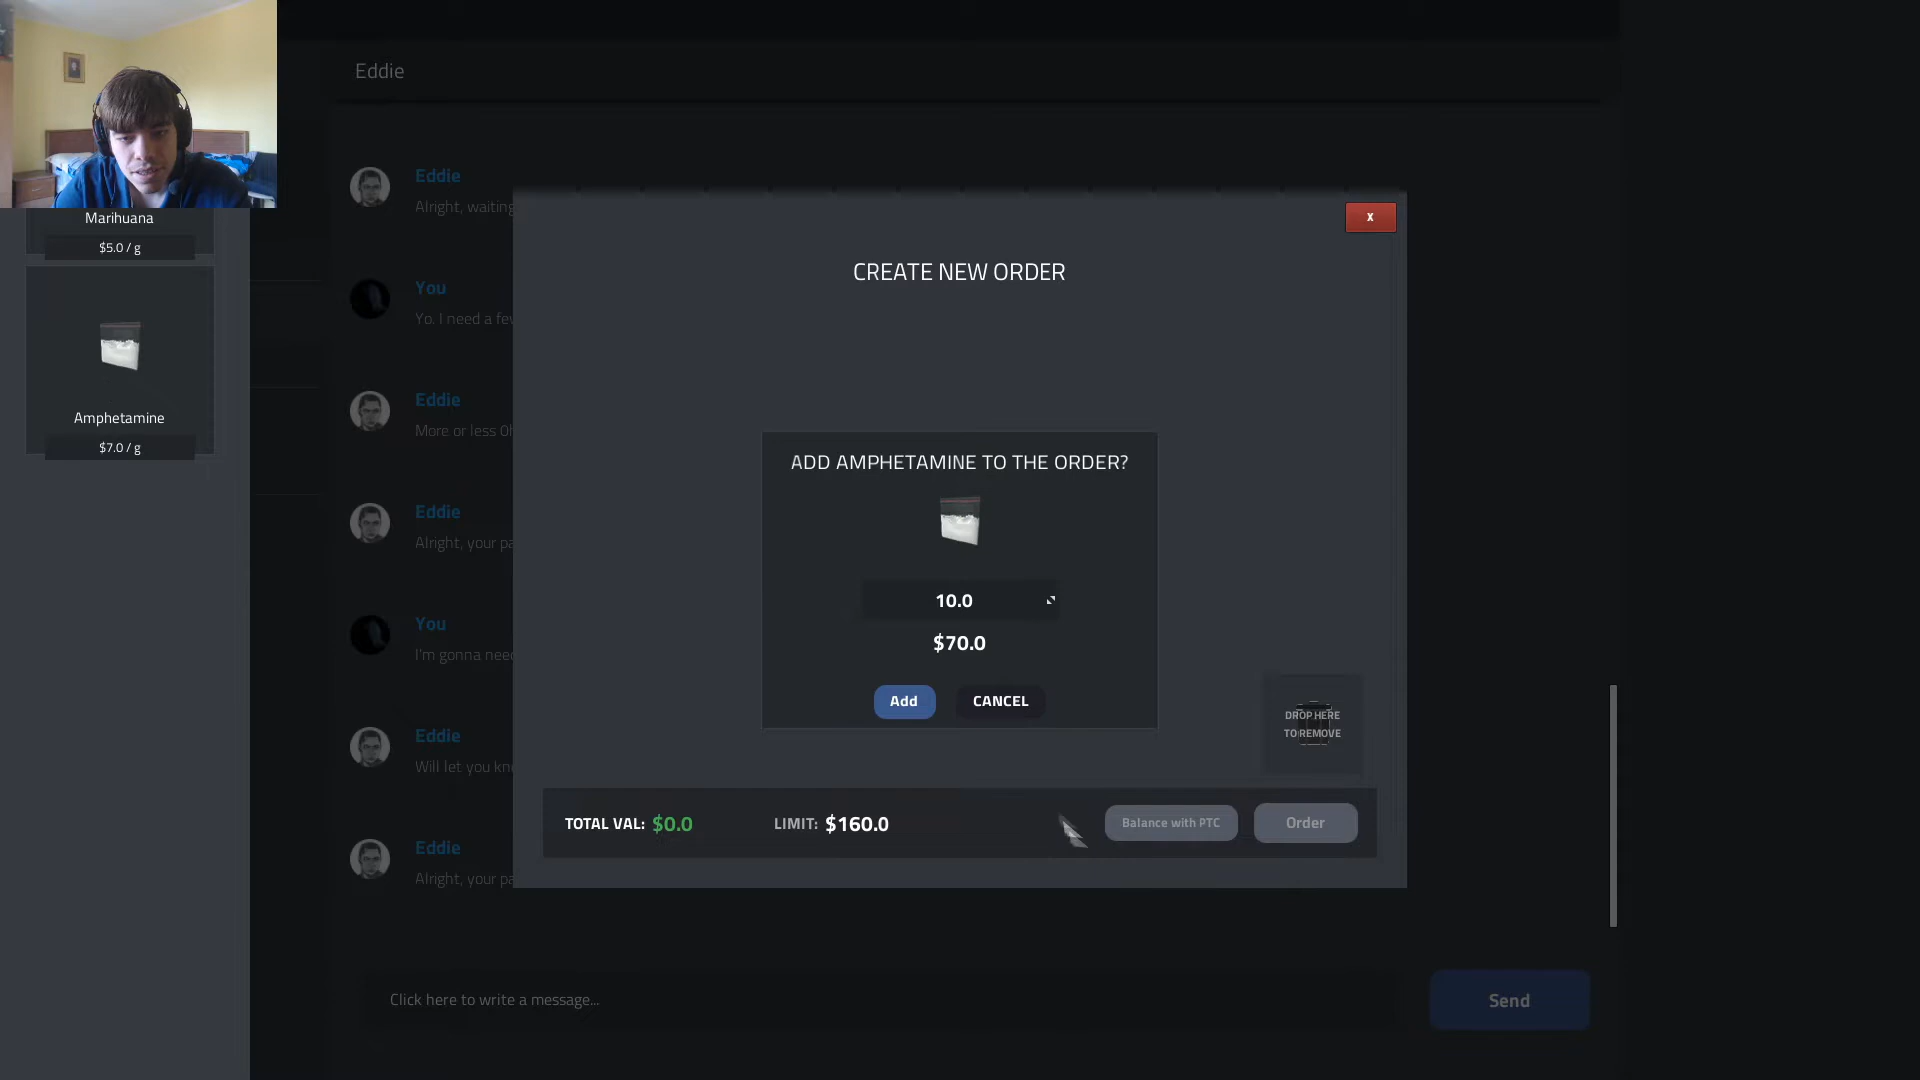 Eddie
Marihuana
$5.0 / g
Amphetamine
$7.0 / g
Eddie
Alright, waiting
You
Yo. I need a few
Eddie
More or less 0h
Eddie
Alright, your pa
You
I'm gonna need
Eddie
Will let you kno
Eddie
Alright, your pa
x
CREATE NEW ORDER
ADD AMPHETAMINE TO THE ORDER?
10.0
$70.0
Add
CANCEL
DROP HERE
TO REMOVE
TOTAL VAL: $0.0
LIMIT: $160.0
Balance with PTC
Order
Click here to write a message...
Send